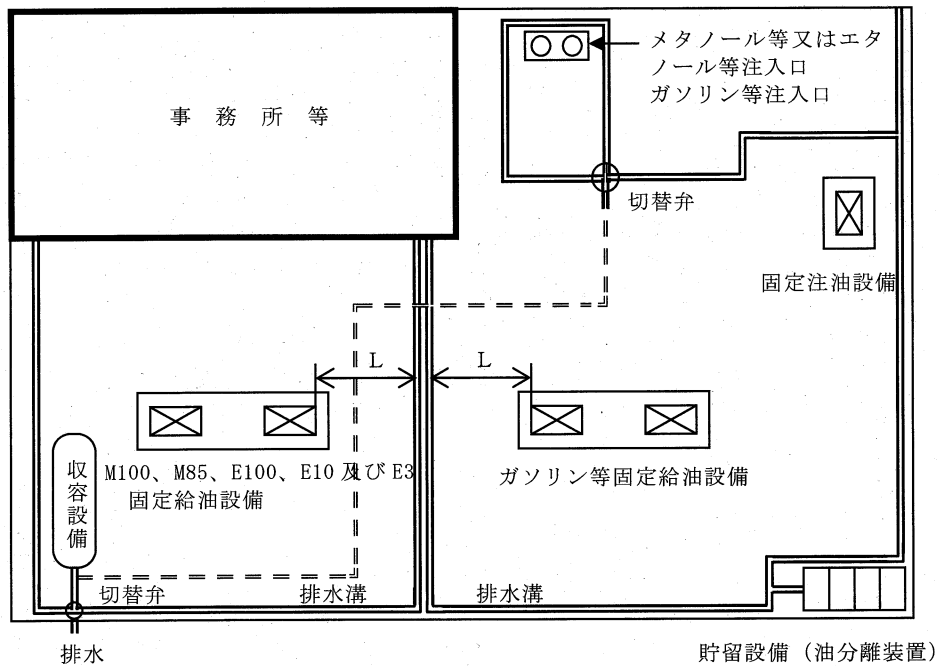 事務所等
メタノール等又はエタ
ノール等注入口
ガソリン等注入口
切替弁
固定注油設備
L
L
収容設備
M100、M85、E100、E10及びE3
固定給油設備
ガソリン等固定給油設備
切替弁
排水溝
排水溝
排水
貯留設備（油分離装置）